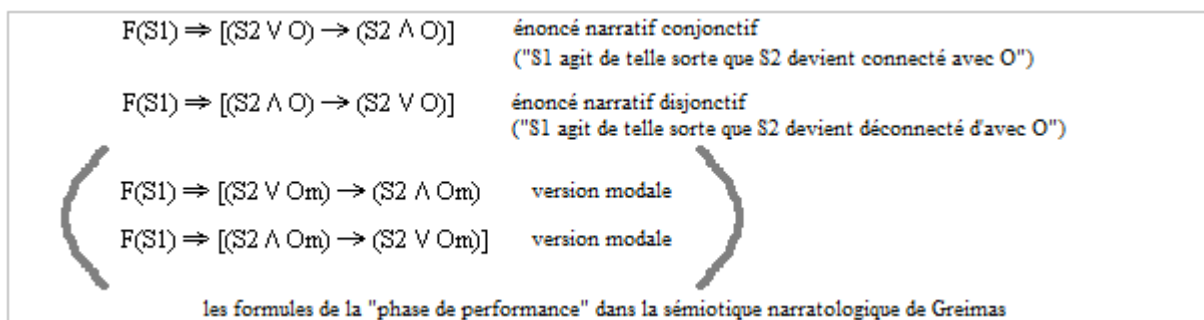 F(S1) ⇒ [(S2 V O) → (S2 Λ O)] énoncé narratif conjonctif
("S1 agit de telle sorte que S2 devient connecté avec O")
F(S1) ⇒ [(S2 Λ O) → (S2 V O)] énoncé narratif disjonctif
("S1 agit de telle sorte que S2 devient déconnecté d'avec O")
F(S1) ⇒ [(S2 V Om) → (S2 Λ Om) version modale
F(S1) ⇒ [(S2 Λ Om) → (S2 V Om)] version modale
les formules de la "phase de performance" dans la sémiotique narratologique de Greimas